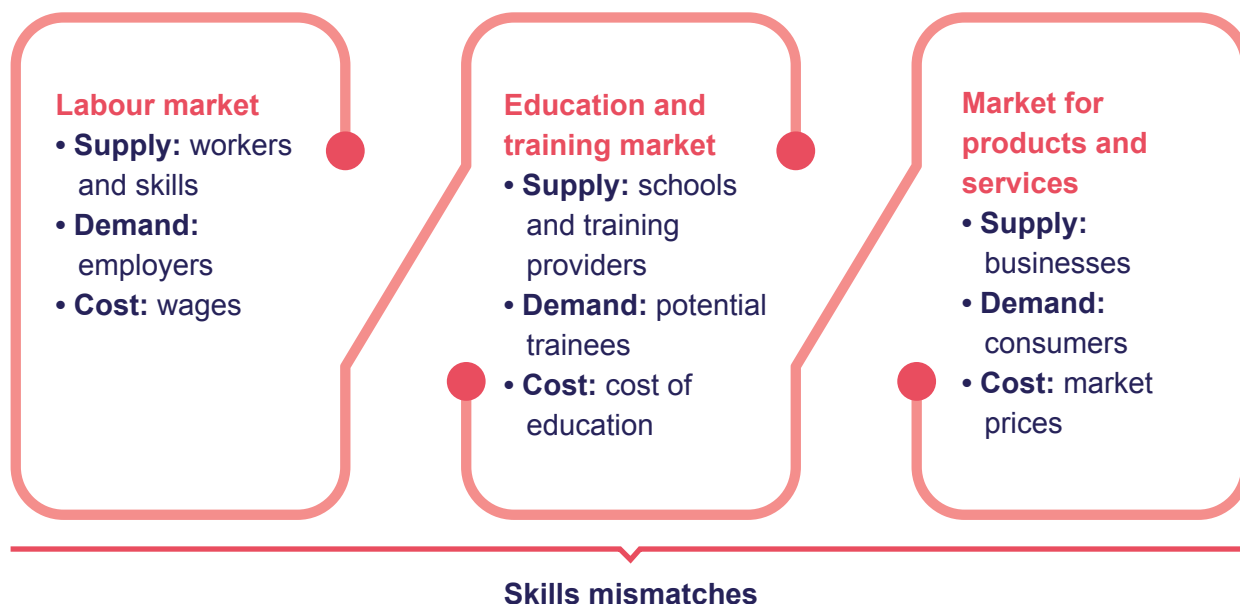 Labour market
• Supply: workers
and skills
• Demand:
employers
• Cost: wages
Education and
training market
• Supply: schools
and training
providers
• Demand: potential
trainees
• Cost: cost of
education
Market for
products and
services
• Supply:
businesses
• Demand:
consumers
• Cost: market
prices
Skills mismatches